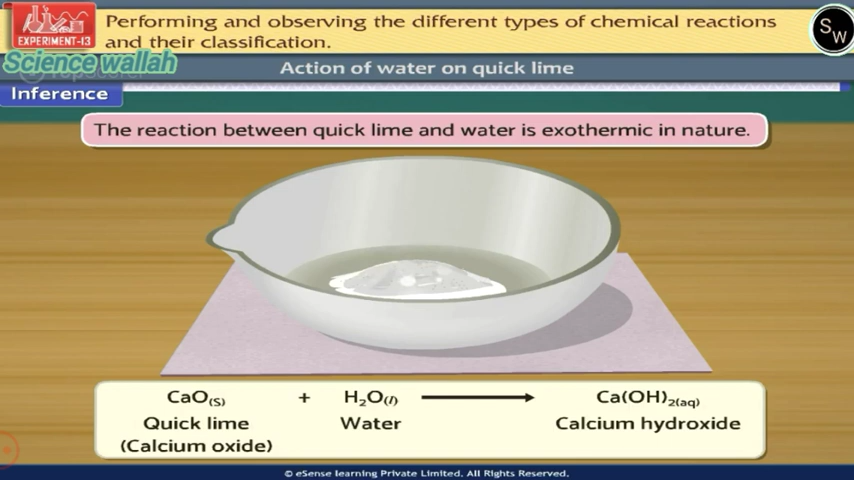 EXPERIMENT-13
Performing and observing the different types of chemical reactions
and their classification.
SW
Science wallah
Action of water on quick lime
Inference
The reaction between quick lime and water is exothermic in nature.
CaO(S) + H₂O(l) ⟶ Ca(OH)₂(aq)
Quick lime Water Calcium hydroxide
(Calcium oxide)
© eSense learning Private Limited. All Rights Reserved.